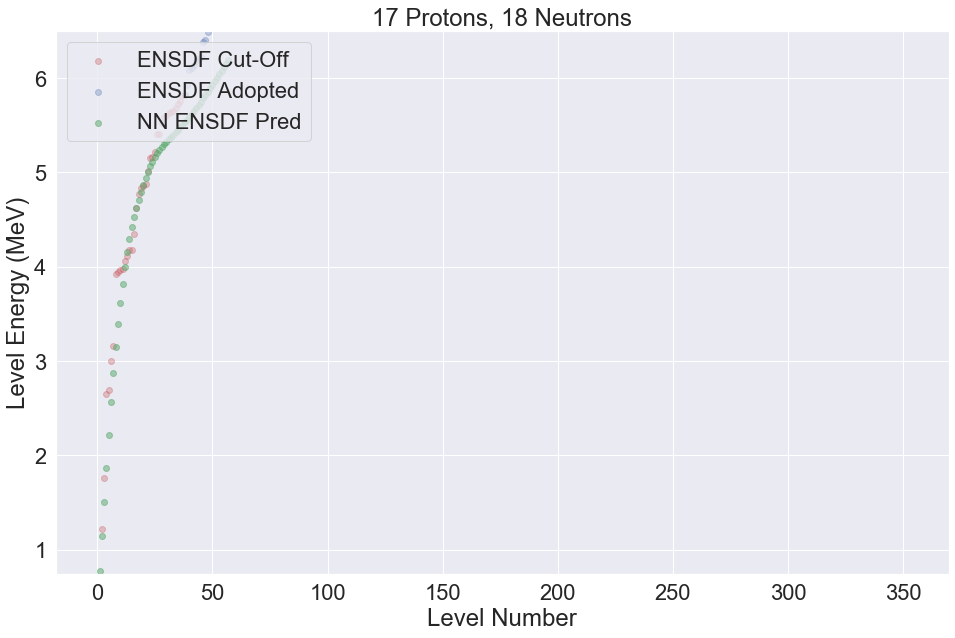 17 Protons, 18 Neutrons
ENSDF Cut-Off
ENSDF Adopted
NN ENSDF Pred
Level Energy (MeV)
6
5
4
3
2
1
0 50 100 150 200 250 300 350
Level Number